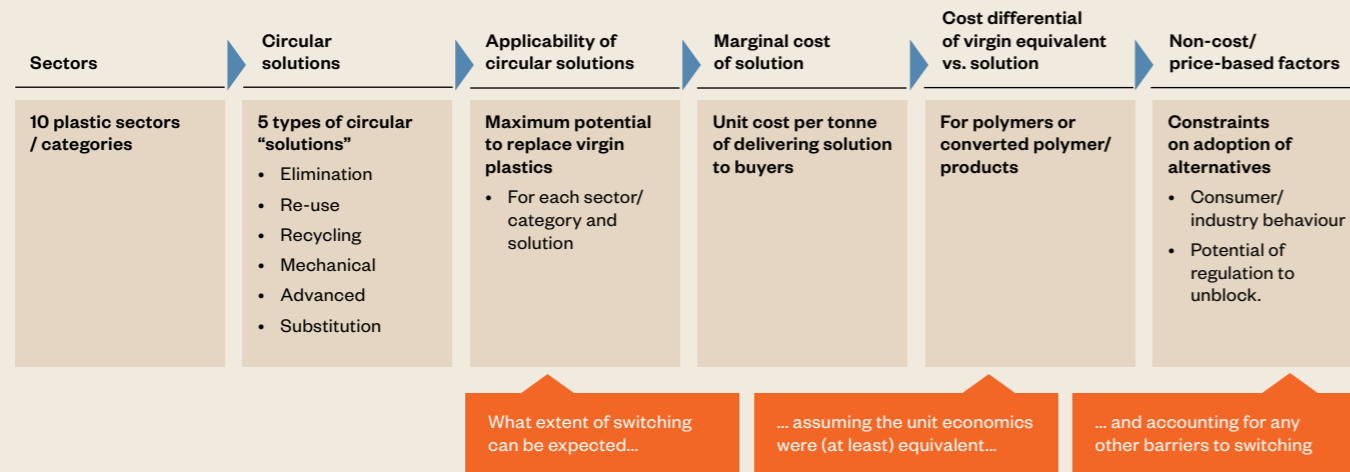 Sectors
Circular
solutions
Applicability of
circular solutions
Marginal cost
of solution
Cost differential
of virgin equivalent
vs. solution
Non-cost/
price-based factors
10 plastic sectors
/ categories
5 types of circular
“solutions”
• Elimination
• Re-use
• Recycling
• Mechanical
• Advanced
• Substitution
Maximum potential
to replace virgin
plastics
• For each sector/
category and
solution
Unit cost per tonne
of delivering solution
to buyers
For polymers or
converted polymer/
products
Constraints
on adoption of
alternatives
• Consumer/
industry behaviour
• Potential of
regulation to
unblock.
What extent of switching
can be expected...
... assuming the unit economics
were (at least) equivalent...
... and accounting for any
other barriers to switching